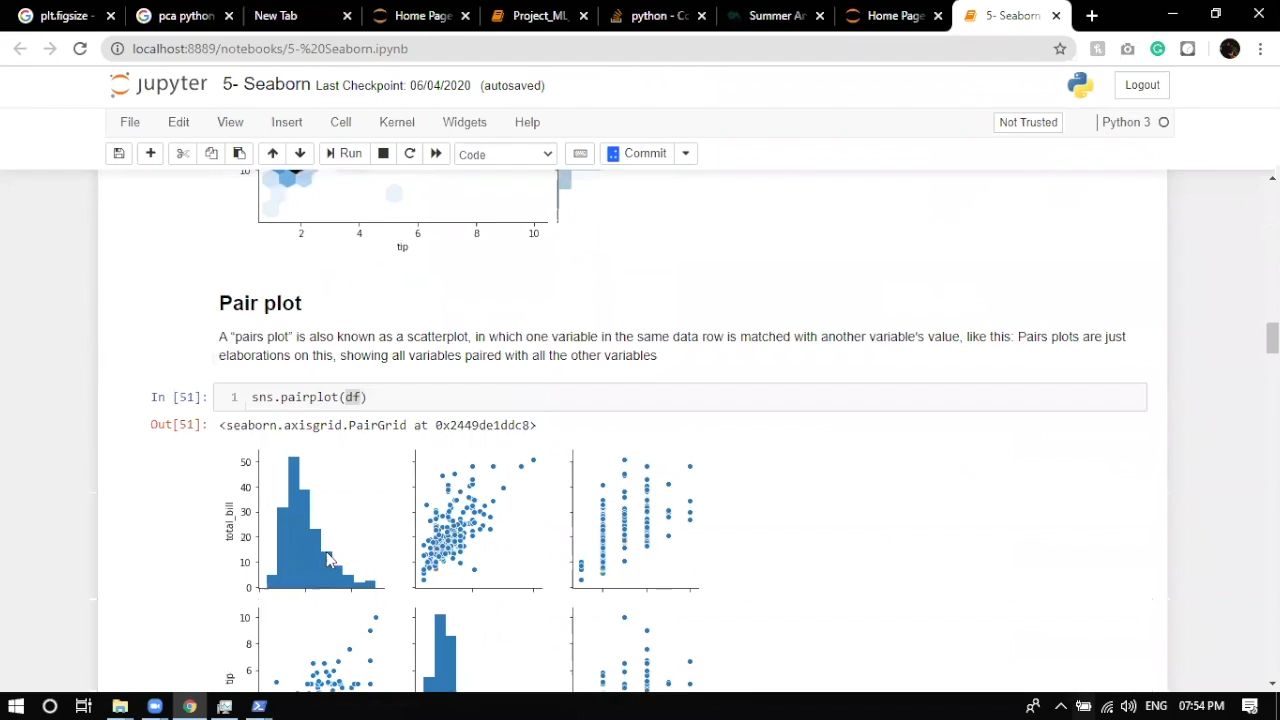 plt.figsize
pca python
New Tab
Home Page
Project_ML
python - Co
Summer Ar
Home Page
5- Seaborn
localhost:8889/notebooks/5-%20Seaborn.ipynb
jupyter 5- Seaborn Last Checkpoint: 06/04/2020 (autosaved)
Logout
File Edit View Insert Cell Kernel Widgets Help
Not Trusted
Python 3
Run
Code
Commit
10
2 4 6 8 10
tip
Pair plot
A “pairs plot” is also known as a scatterplot, in which one variable in the same data row is matched with another variable's value, like this: Pairs plots are just
elaborations on this, showing all variables paired with all the other variables
In [51]: 1 sns.pairplot(df)
Out[51]: <seaborn.axisgrid.PairGrid at 0x2449de1ddc8>
50
40
30
20
10
0
total_bill
10
8
6
tip
ENG 07:54 PM